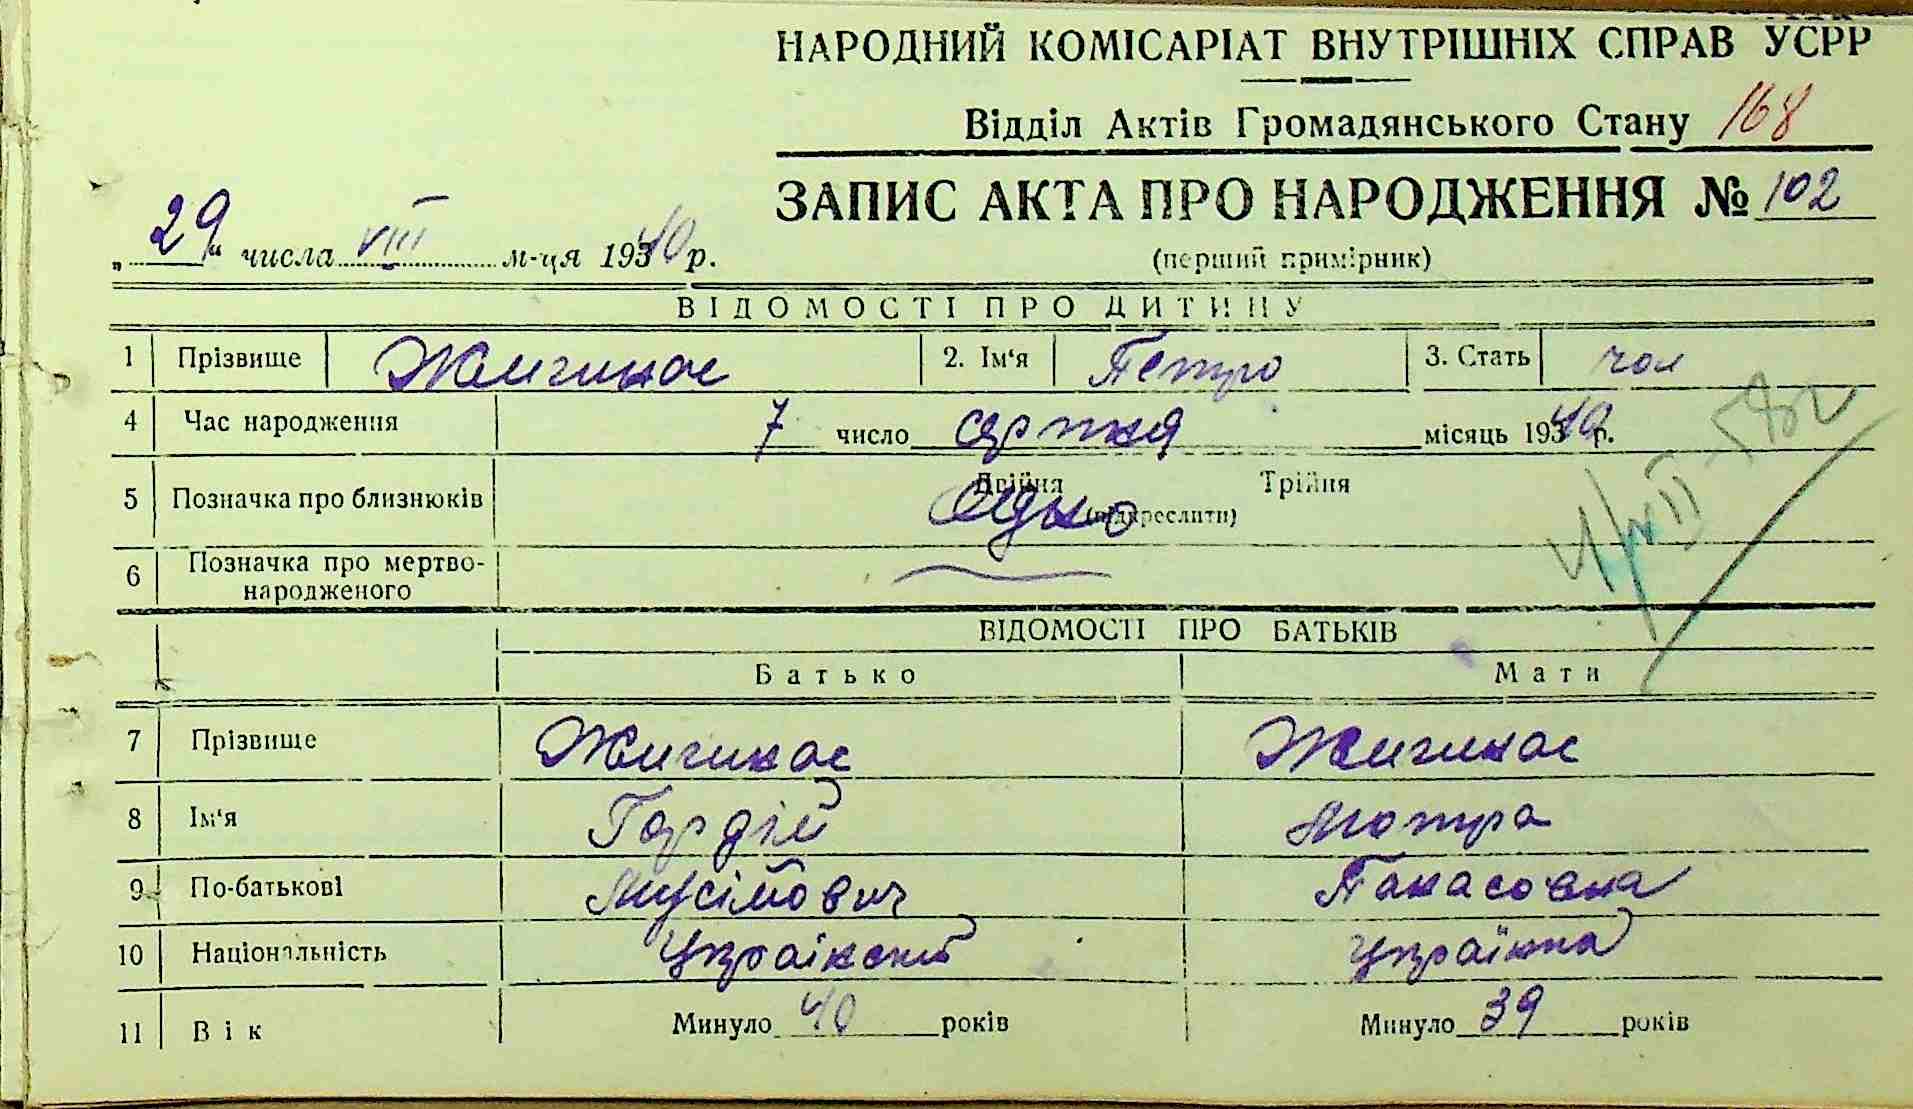 НАРОДНИЙ КОМІСАРІАТ ВНУТРІШНІХ СПРАВ УСРР
Відділ Актів Громадянського Стану 168
ЗАПИС АКТА ПРО НАРОДЖЕННЯ № 102
„29“ числа VIII м-ця 1940 р.
(перший примірник)
ВІДОМОСТІ ПРО ДИТИНУ
1 Прізвище Жигинас 2. Ім‘я Петро 3. Стать чол
4 Час народження 7 число серпня місяць 1940 р.
5 Позначка про близнюків Двійня Трійня
Одно (підкреслити)
6 Позначка про мертво-
народженого
ВІДОМОСТІ ПРО БАТЬКІВ
Батько Мати
7 Прізвище Жигинас Жигинас
8 Ім‘я Гордій Мотра
9 По-батькові Мусійович Панасовна
10 Національність Українский Українка
11 Вік Минуло 40 років Минуло 39 років